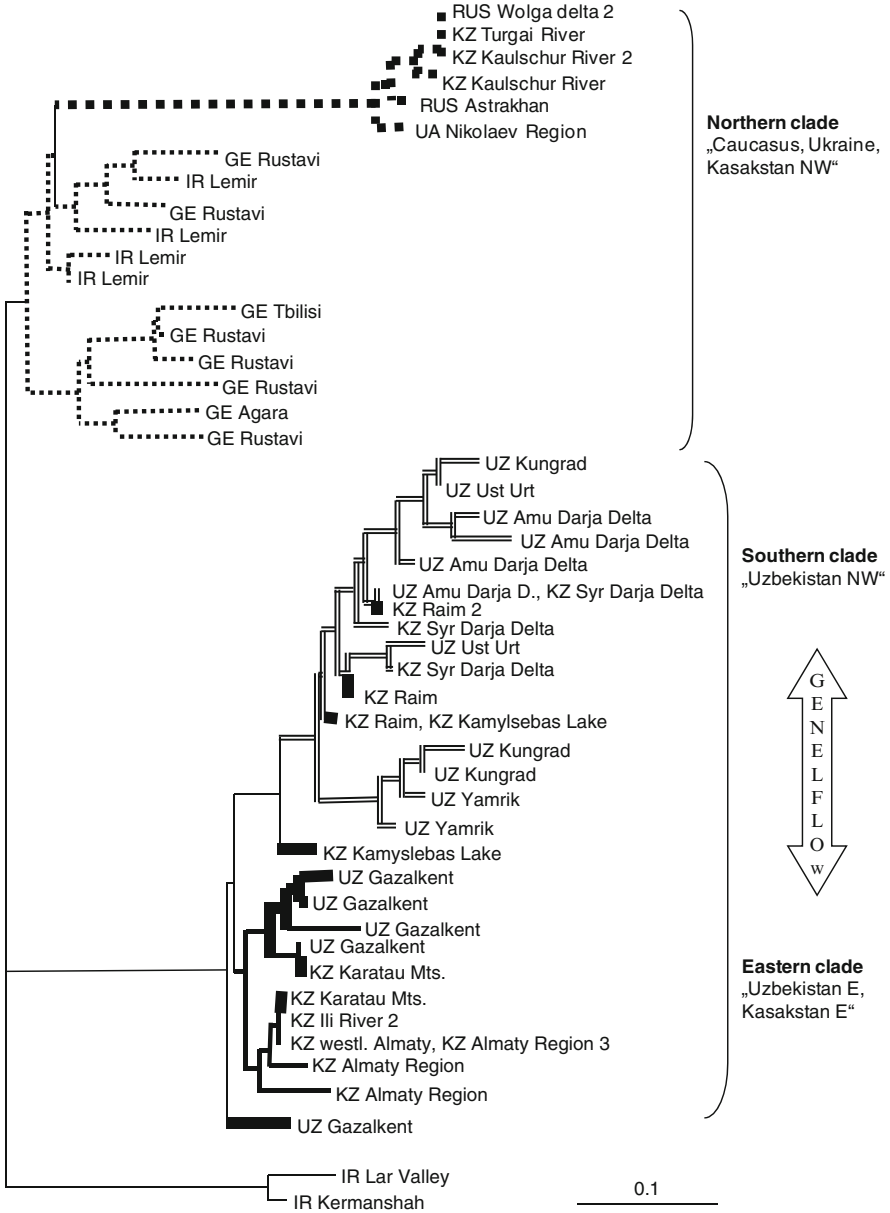 RUS Wolga delta 2
KZ Turgai River
KZ Kaulschur River 2
KZ Kaulschur River
RUS Astrakhan
UA Nikolaev Region
Northern clade
„Caucasus, Ukraine,
Kasakstan NW“
GE Rustavi
IR Lemir
GE Rustavi
IR Lemir
IR Lemir
IR Lemir
GE Tbilisi
GE Rustavi
GE Rustavi
GE Rustavi
GE Agara
GE Rustavi
UZ Kungrad
UZ Ust Urt
UZ Amu Darja Delta
UZ Amu Darja Delta
UZ Amu Darja Delta
UZ Amu Darja D., KZ Syr Darja Delta
KZ Raim 2
KZ Syr Darja Delta
UZ Ust Urt
KZ Syr Darja Delta
KZ Raim
KZ Raim, KZ Kamylsebas Lake
UZ Kungrad
UZ Kungrad
UZ Yamrik
UZ Yamrik
KZ Kamyslebas Lake
Southern clade
„Uzbekistan NW“
G
E
N
E
L
F
L
O
w
UZ Gazalkent
UZ Gazalkent
UZ Gazalkent
UZ Gazalkent
KZ Karatau Mts.
KZ Karatau Mts.
KZ Ili River 2
KZ westl. Almaty, KZ Almaty Region 3
KZ Almaty Region
KZ Almaty Region
UZ Gazalkent
Eastern clade
„Uzbekistan E,
Kasakstan E“
IR Lar Valley
IR Kermanshah
0.1